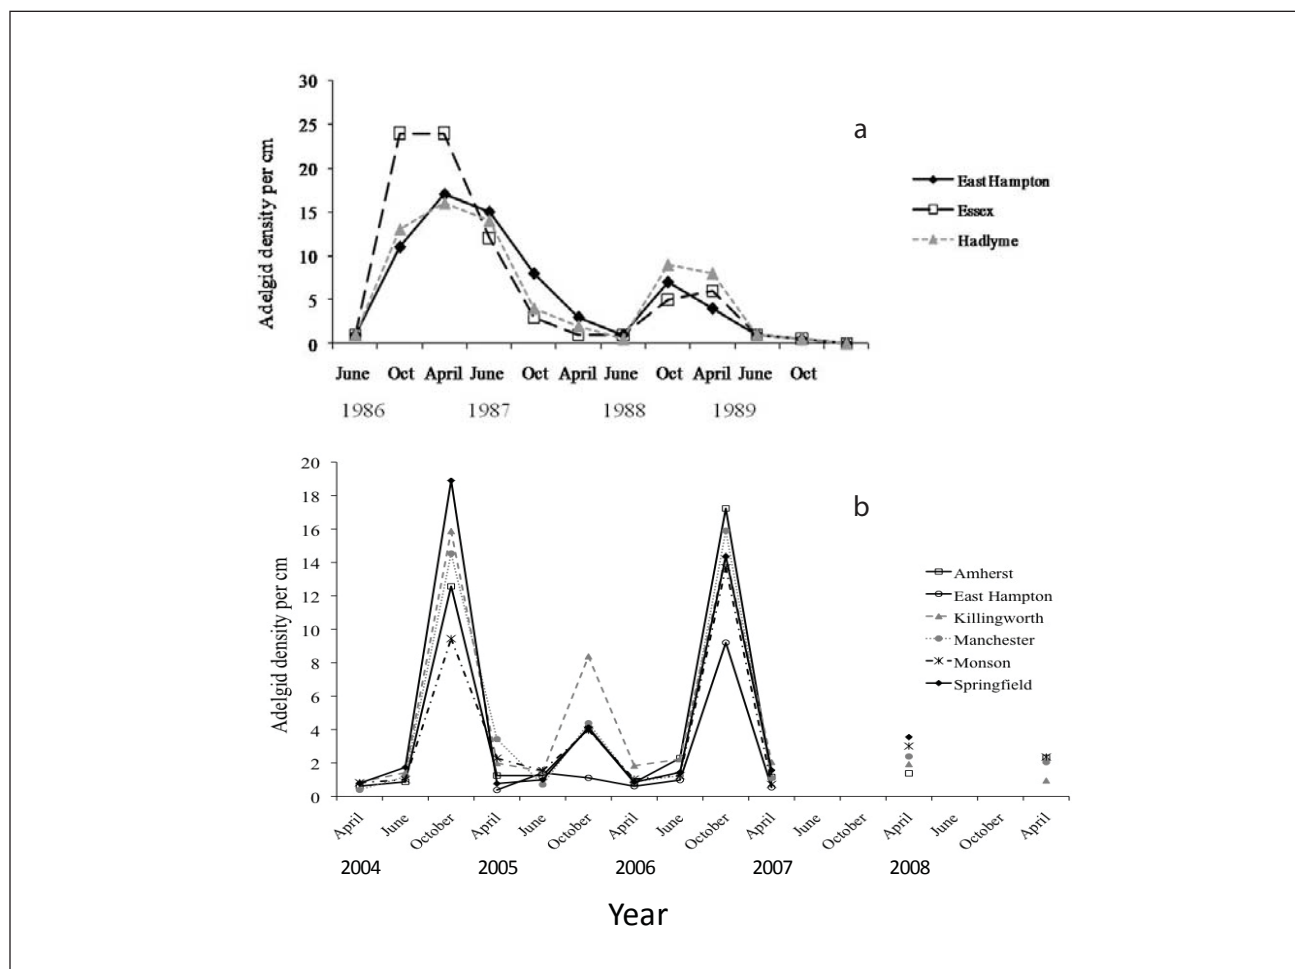 30
a
25
20
15
10
5
0
Adelgid density per cm
East Hampton
Essex
Hadlyme
June Oct April June Oct April June Oct April June Oct
1986 1987 1988 1989
20
b
18
16
14
12
10
8
6
4
2
0
Adelgid density per cm
Amherst
East Hampton
Killingworth
Manchester
Monson
Springfield
April June October April June October April June October April June October April June October April
2004 2005 2006 2007 2008
Year